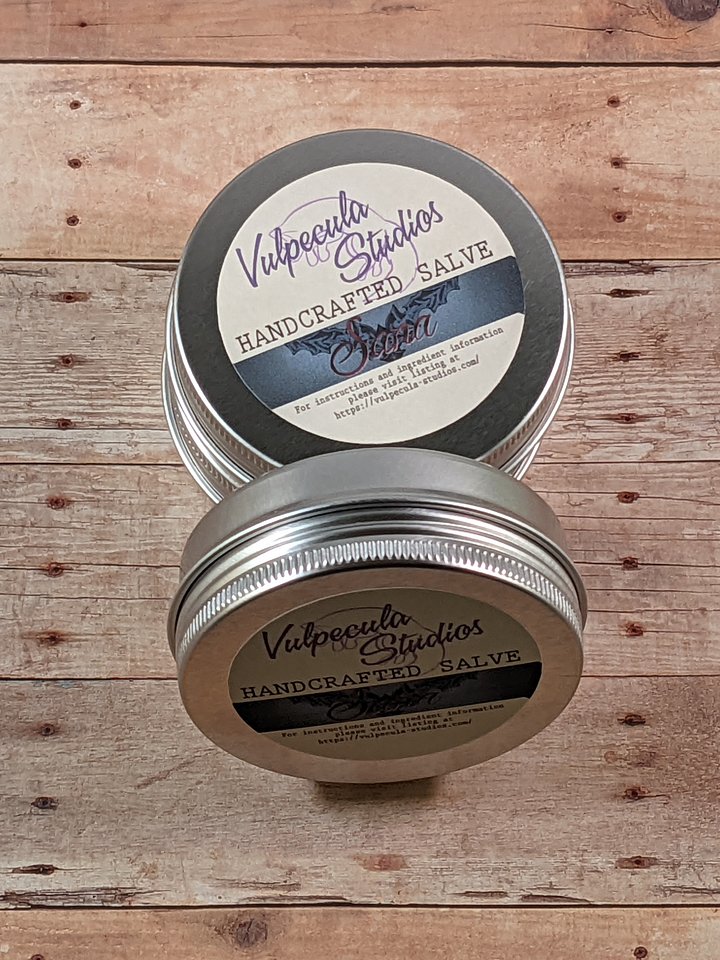 Vulpecula
Studios
HANDCRAFTED SALVE
For instructions and ingredient information
please visit listing at
https://vulpecula-studios.com/
Vulpecula
Studios
HANDCRAFTED SALVE
For instructions and ingredient information
please visit listing at
https://vulpecula-studios.com/